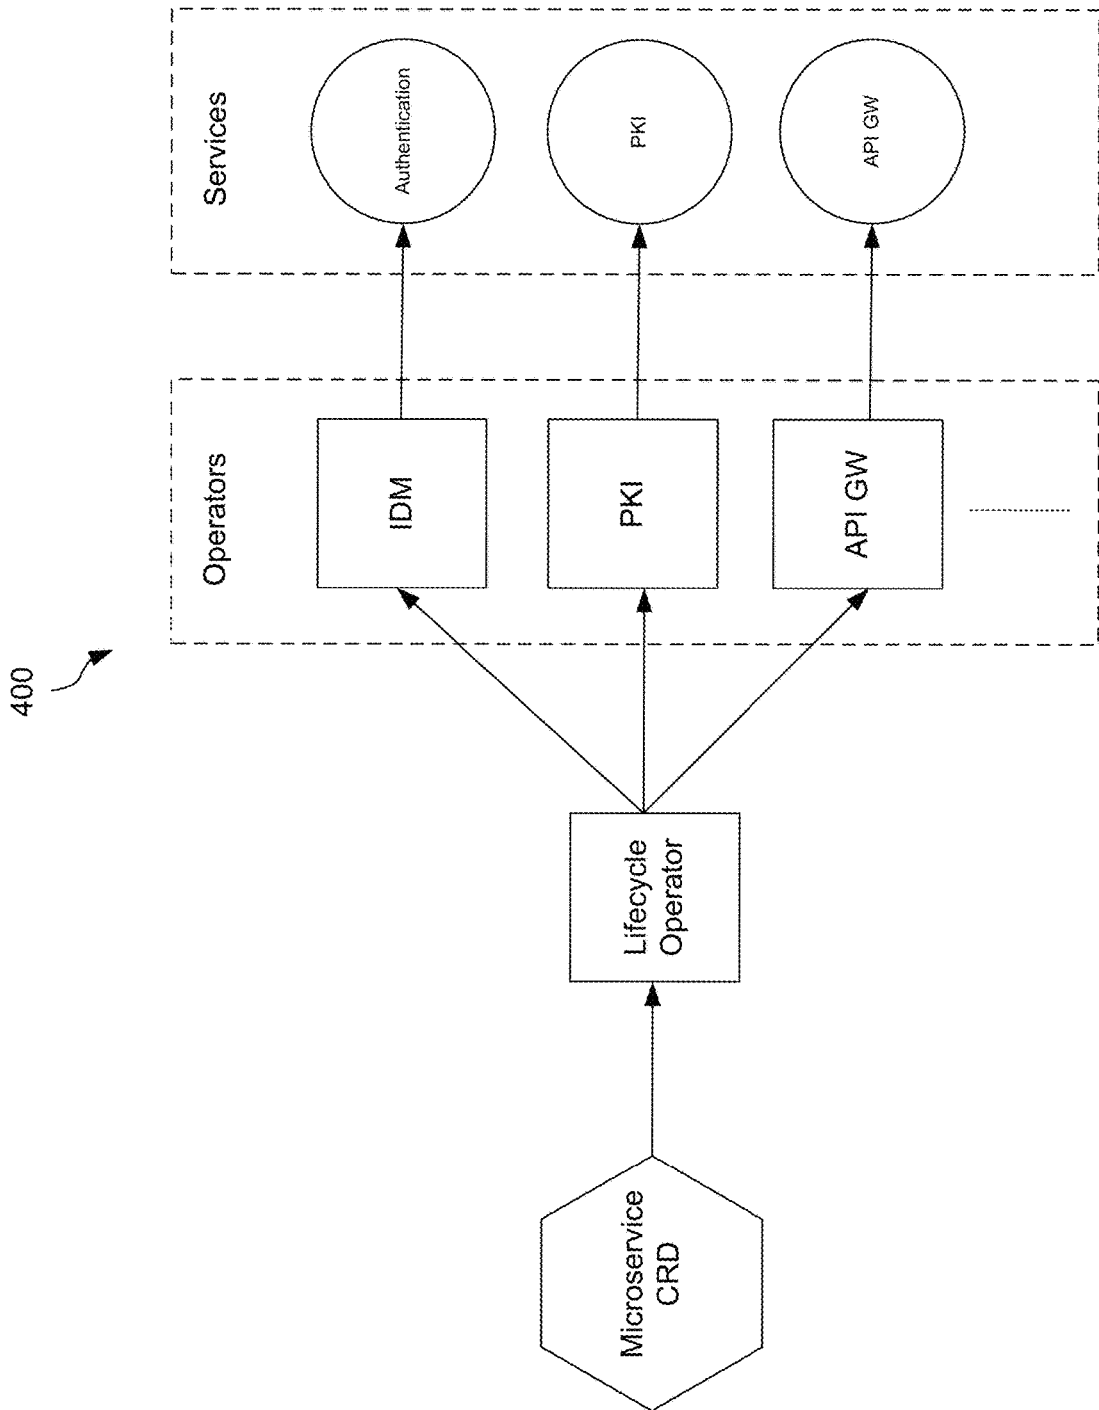 400
Services
Authentication
PKI
API GW
Operators
IDM
PKI
API GW
Lifecycle
Operator
Microservice
CRD